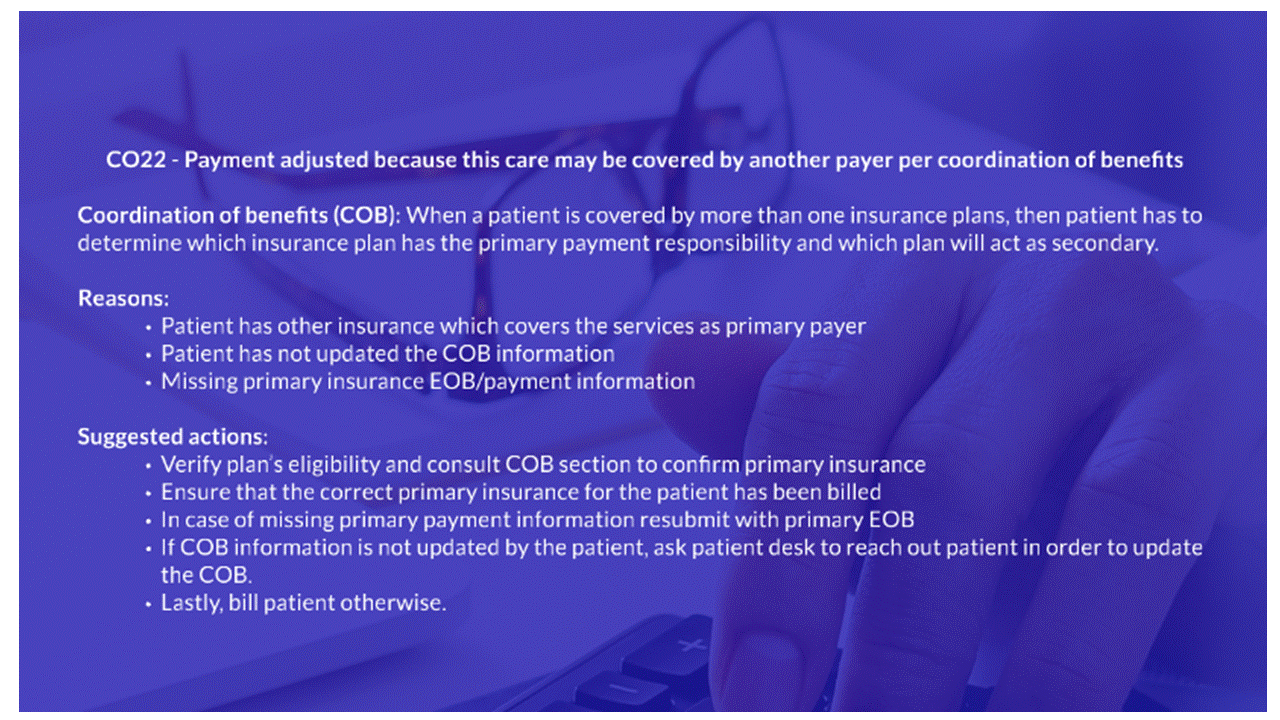 CO22 - Payment adjusted because this care may be covered by another payer per coordination of benefits
Coordination of benefits (COB): When a patient is covered by more than one insurance plans, then patient has to
determine which insurance plan has the primary payment responsibility and which plan will act as secondary.
Reasons:
• Patient has other insurance which covers the services as primary payer
• Patient has not updated the COB information
• Missing primary insurance EOB/payment information
Suggested actions:
• Verify plan's eligibility and consult COB section to confirm primary insurance
• Ensure that the correct primary insurance for the patient has been billed
• In case of missing primary payment information resubmit with primary EOB
• If COB information is not updated by the patient, ask patient desk to reach out patient in order to update
the COB.
• Lastly, bill patient otherwise.